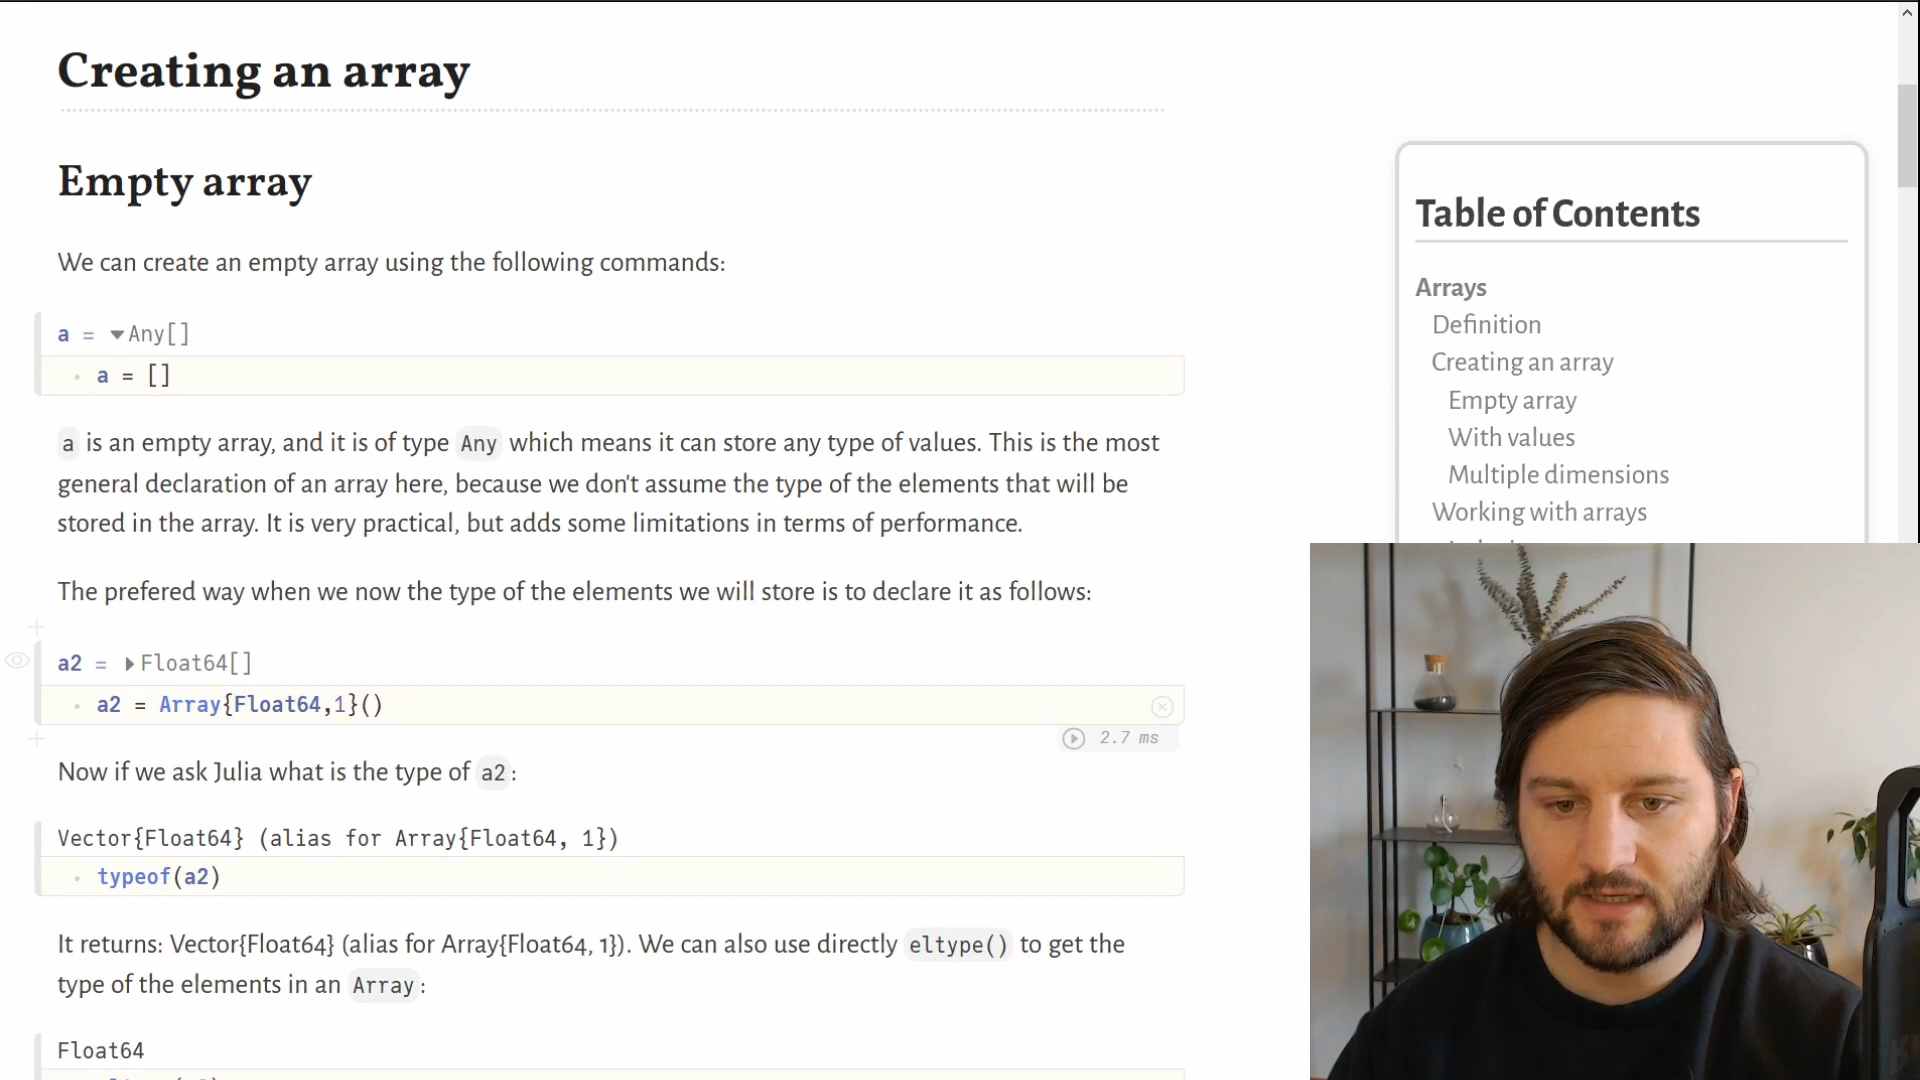 Creating an array
Empty array
We can create an empty array using the following commands:
a = Any[]
a = []
a is an empty array, and it is of type Any which means it can store any type of values. This is the most
general declaration of an array here, because we don't assume the type of the elements that will be
stored in the array. It is very practical, but adds some limitations in terms of performance.
The prefered way when we now the type of the elements we will store is to declare it as follows:
a2 = Float64[]
a2 = Array{Float64,1}()
2.7 ms
Now if we ask Julia what is the type of a2:
Vector{Float64} (alias for Array{Float64, 1})
typeof(a2)
It returns: Vector{Float64} (alias for Array{Float64, 1}). We can also use directly eltype() to get the
type of the elements in an Array:
Float64
Table of Contents
Arrays
Definition
Creating an array
Empty array
With values
Multiple dimensions
Working with arrays